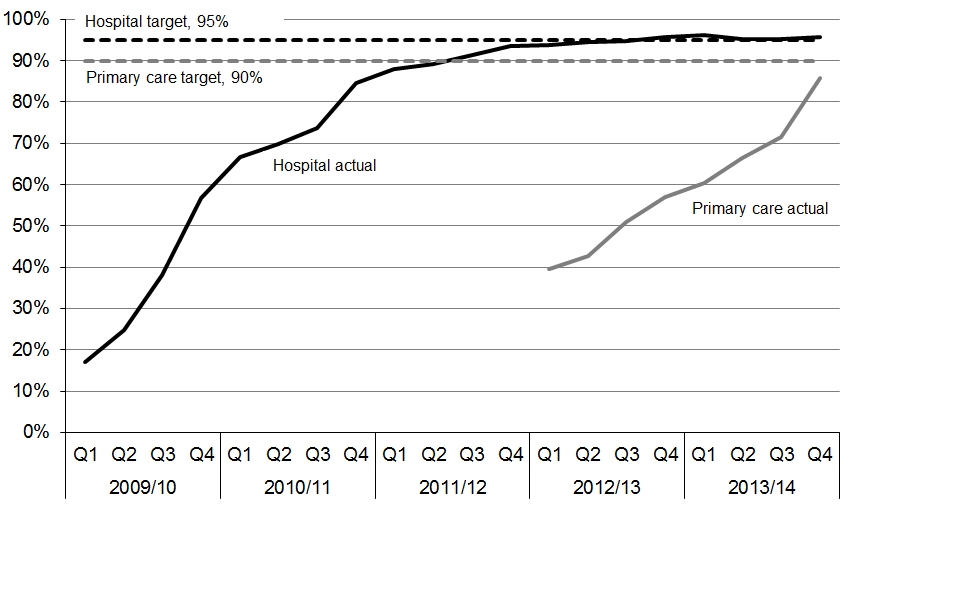 100%
Hospital target, 95%
90%
Primary care target, 90%
80%
70%
Hospital actual
60%
Primary care actual
50%
40%
30%
20%
10%
0%
Q1 Q2 Q3 Q4 Q1 Q2 Q3 Q4 Q1 Q2 Q3 Q4 Q1 Q2 Q3 Q4 Q1 Q2 Q3 Q4
2009/10 2010/11 2011/12 2012/13 2013/14